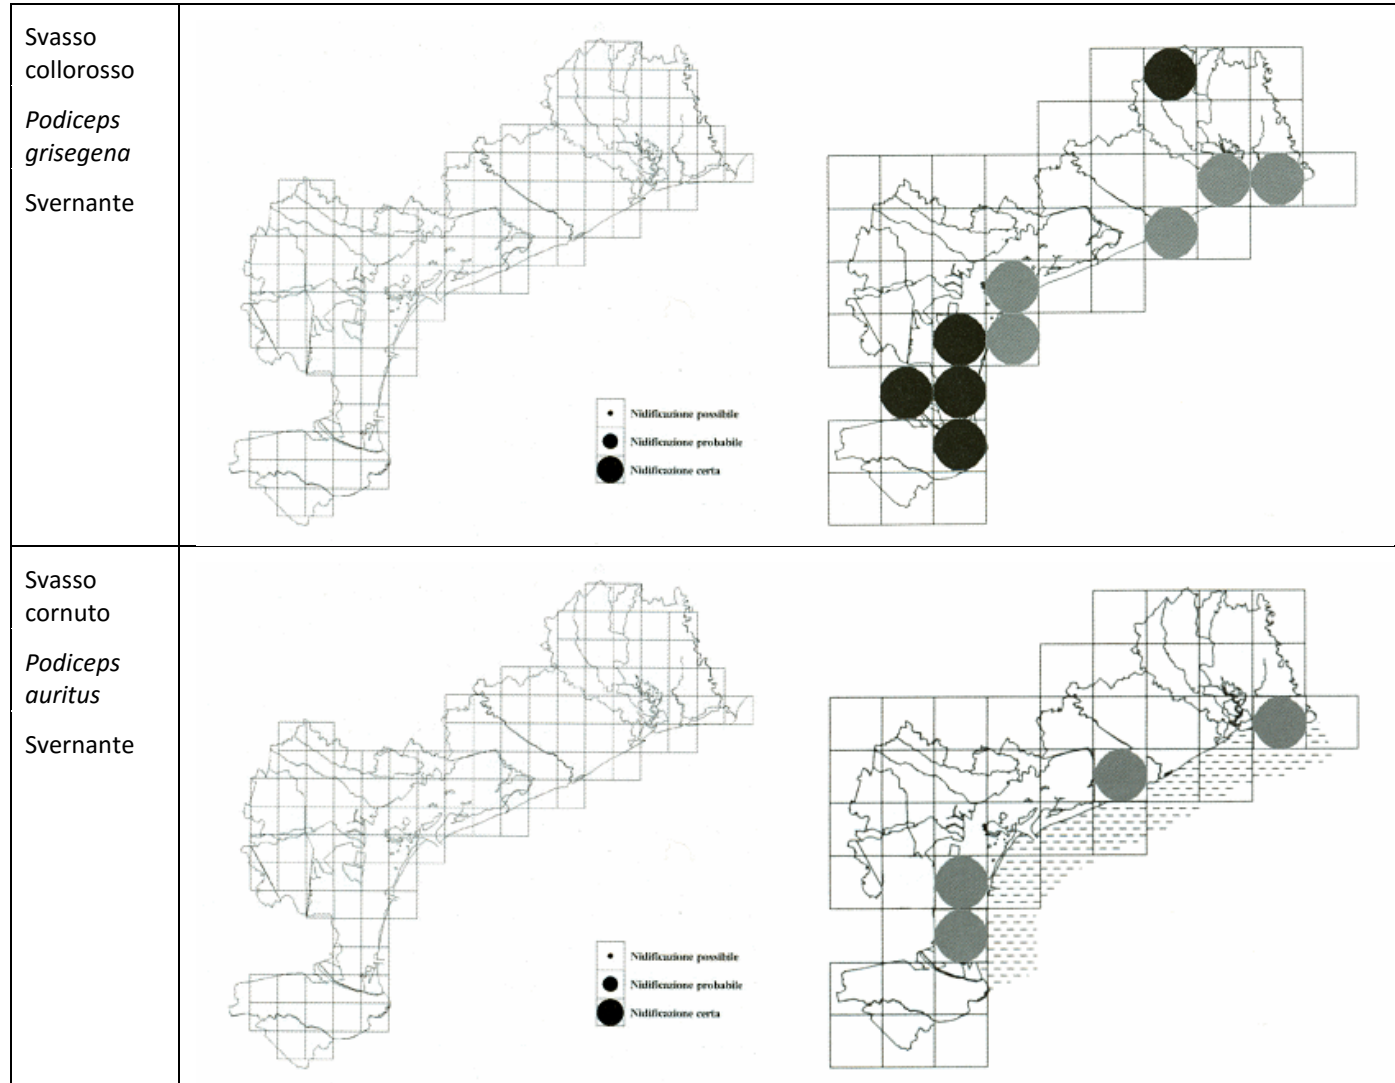 Svasso
collorosso
Podiceps
grisegena
Svernante
Nidificazione possibile
Nidificazione probabile
Nidificazione certa
Svasso
cornuto
Podiceps
auritus
Svernante
Nidificazione possibile
Nidificazione probabile
Nidificazione certa